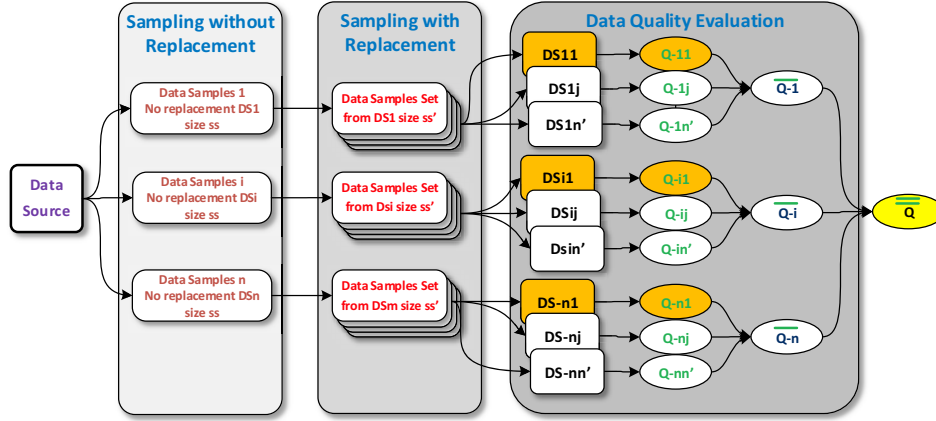 Sampling without
Replacement
Sampling with
Replacement
Data Quality Evaluation
Data
Source
Data Samples 1
No replacement DS1
size ss
Data Samples i
No replacement DSi
size ss
Data Samples n
No replacement DSn
size ss
Data Samples Set
from DS1 size ss’
Data Samples Set
from Dsi size ss’
Data Samples Set
from DSm size ss’
DS11
DS1j
DS1n’
DSi1
DSij
Dsin’
DS-n1
DS-nj
DS-nn’
Q-11
Q-1j
Q-1n’
Q-i1
Q-ij
Q-in’
Q-n1
Q-nj
Q-nn’
Q-1
Q-i
Q-n
Q